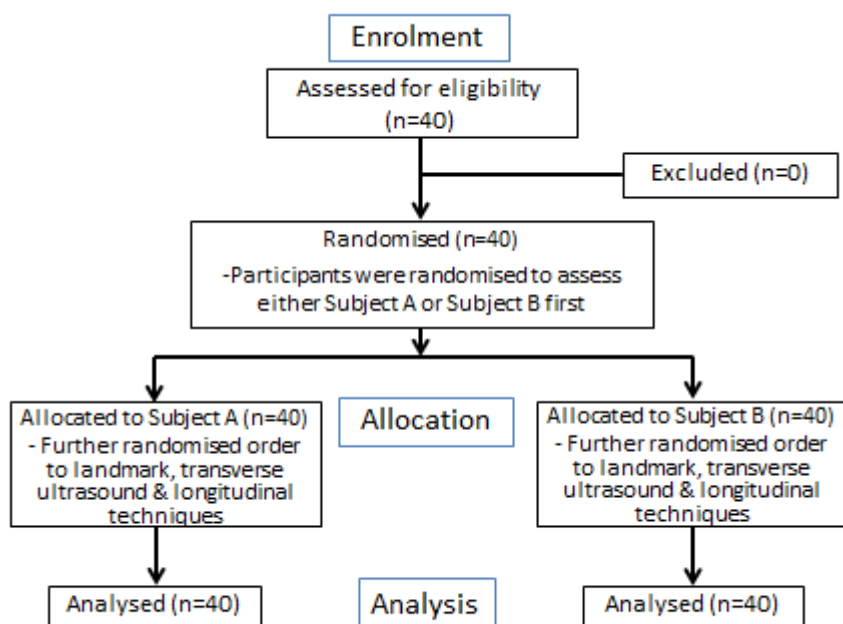 Enrolment
Assessed for eligibility
(n=40)
Excluded (n=0)
Randomised (n=40)
-Participants were randomised to assess
either Subject A or Subject B first
Allocated to Subject A (n=40)
- Further randomised order
to landmark, transverse
ultrasound & longitudinal
techniques
Allocation
Allocated to Subject B (n=40)
- Further randomised order
to landmark, transverse
ultrasound & longitudinal
techniques
Analysed (n=40)
Analysis
Analysed (n=40)